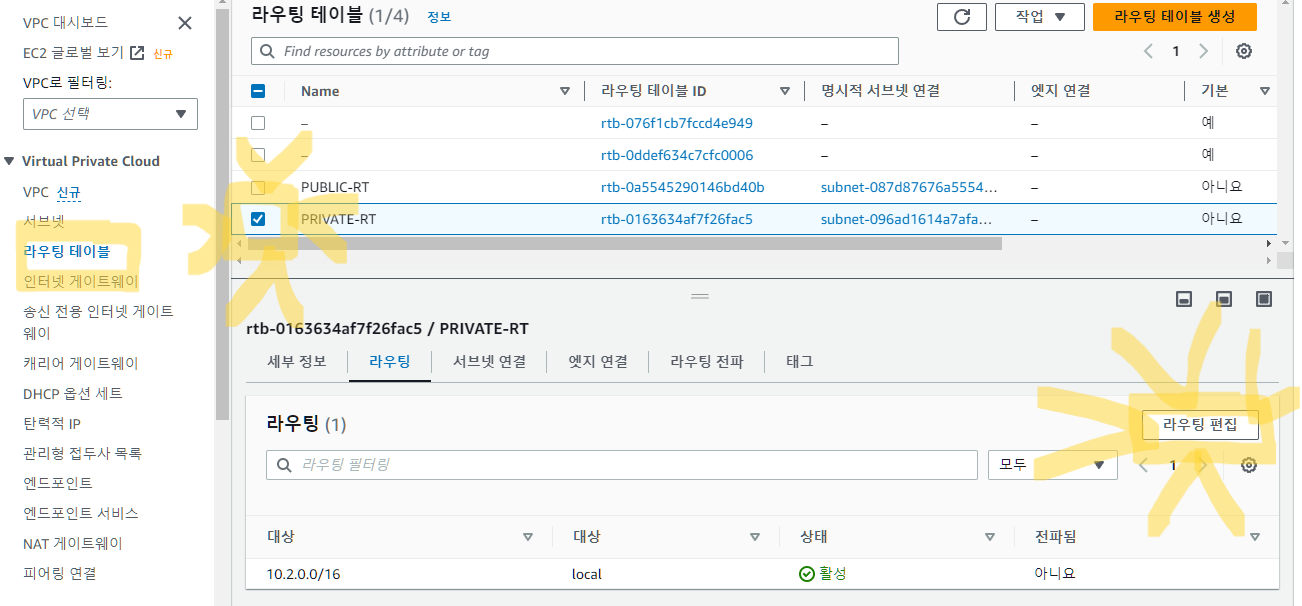 VPC 대시보드
EC2 글로벌 보기 신규
VPC로 필터링:
VPC 선택
Virtual Private Cloud
VPC 신규
서브넷
라우팅 테이블
인터넷 게이트웨이
송신 전용 인터넷 게이트
웨이
캐리어 게이트웨이
DHCP 옵션 세트
탄력적 IP
관리형 접두사 목록
엔드포인트
엔드포인트 서비스
NAT 게이트웨이
피어링 연결
라우팅 테이블 (1/4) 정보
작업
라우팅 테이블 생성
Find resources by attribute or tag
1
Name 라우팅 테이블 ID 명시적 서브넷 연결 엣지 연결 기본
– rtb-076f1cb7fccd4e949 – – 예
– rtb-0ddef634c7cfc0006 – – 예
PUBLIC-RT rtb-0a5545290146bd40b subnet-087d87676a5554... – 아니요
PRIVATE-RT rtb-0163634af7f26fac5 subnet-096ad1614a7afa... – 아니요
rtb-0163634af7f26fac5 / PRIVATE-RT
세부 정보 라우팅 서브넷 연결 엣지 연결 라우팅 전파 태그
라우팅 (1)
라우팅 편집
라우팅 필터링
모두
1
대상 대상 상태 전파됨
10.2.0.0/16 local 활성 아니요